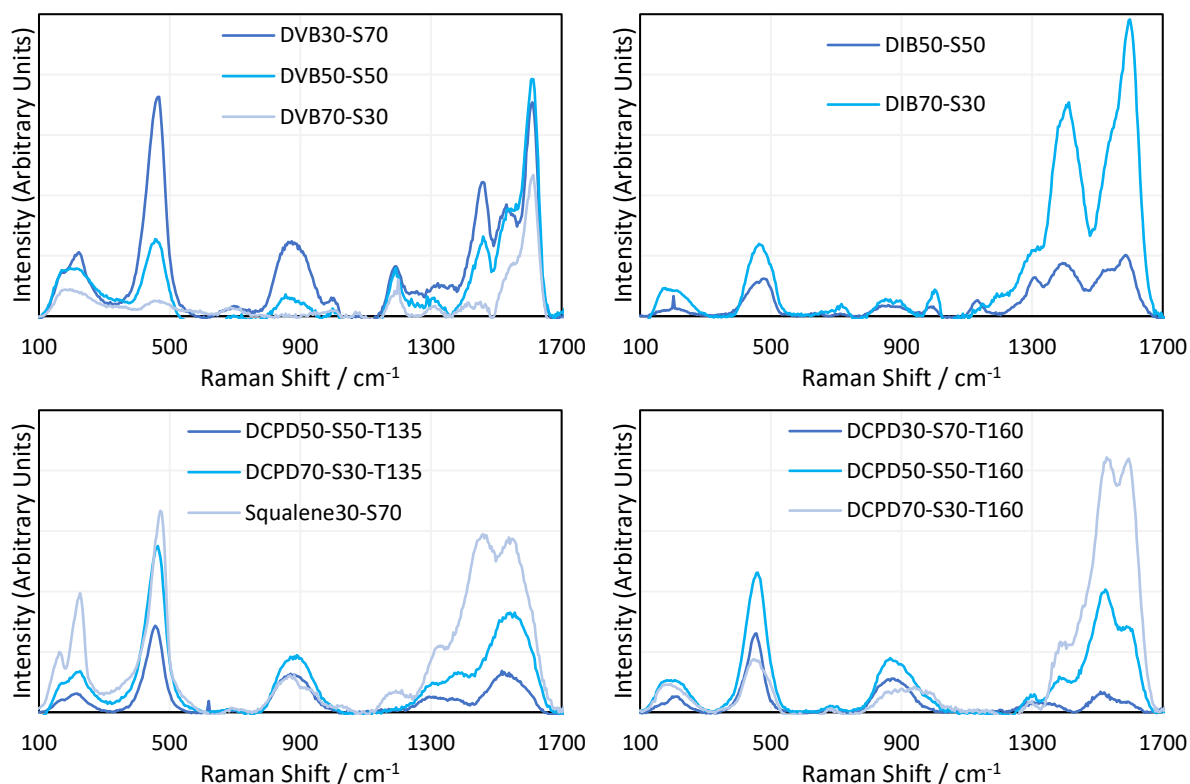 Intensity (Arbitrary Units)
DVB30-S70
DVB50-S50
DVB70-S30
100 500 900 1300 1700
Raman Shift / cm⁻¹
Intensity (Arbitrary Units)
DIB50-S50
DIB70-S30
100 500 900 1300 1700
Raman Shift / cm⁻¹
Intensity (Arbitrary Units)
DCPD50-S50-T135
DCPD70-S30-T135
Squalene30-S70
100 500 900 1300 1700
Raman Shift / cm⁻¹
Intensity (Arbitrary Units)
DCPD30-S70-T160
DCPD50-S50-T160
DCPD70-S30-T160
100 500 900 1300 1700
Raman Shift / cm⁻¹